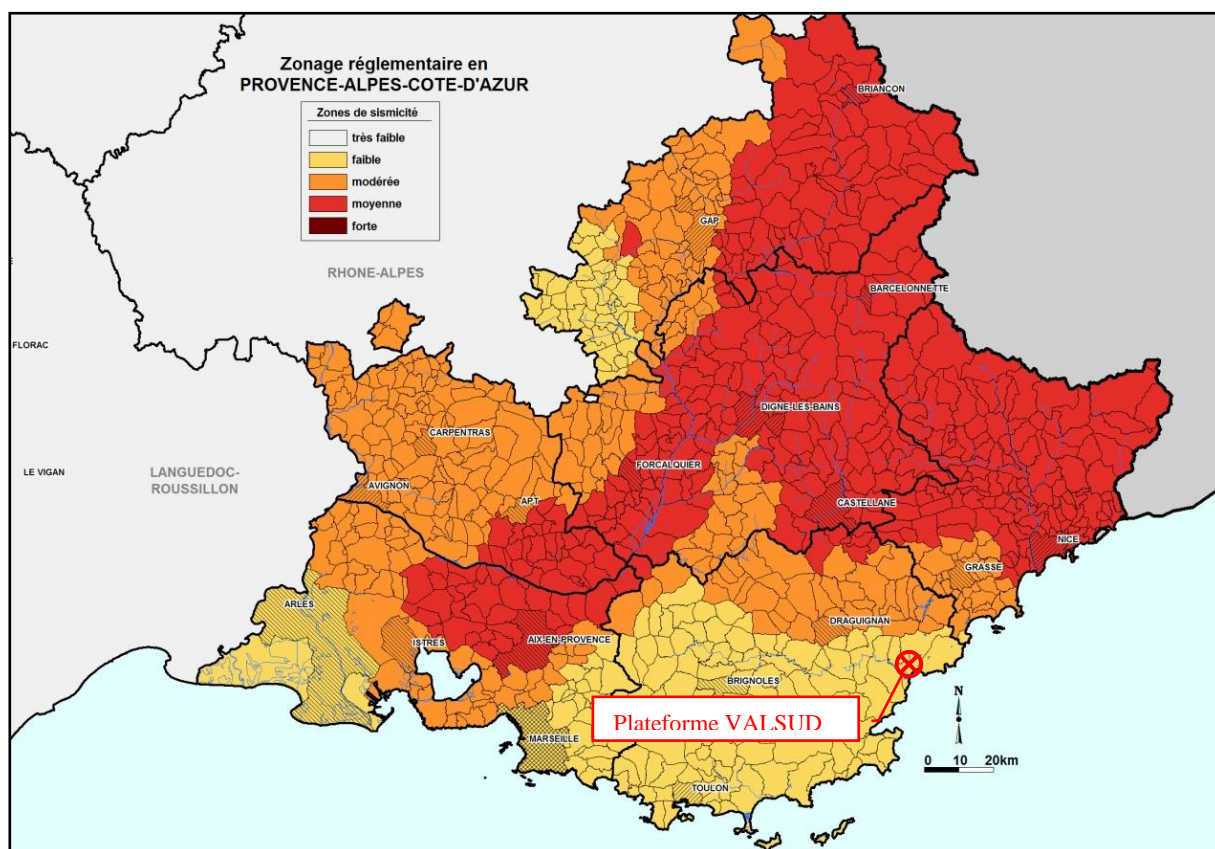 Zonage réglementaire en
PROVENCE-ALPES-COTE-D'AZUR
Zones de sismicité
très faible
faible
modérée
moyenne
forte
BRIANCON
GAP
RHONE-ALPES
BARCELONNETTE
FLORAC
DIGNE-LES-BAINS
CARPENTRAS
LE VIGAN
LANGUEDOC-
ROUSSILLON
FORCALQUIER
AVIGNON
APT
CASTELLANE
NICE
GRASSE
ARLES
DRAGUIGNAN
ISTRES
AIX-EN-PROVENCE
BRIGNOLES
Plateforme VALSUD
N
MARSEILLE
0 10 20km
TOULON